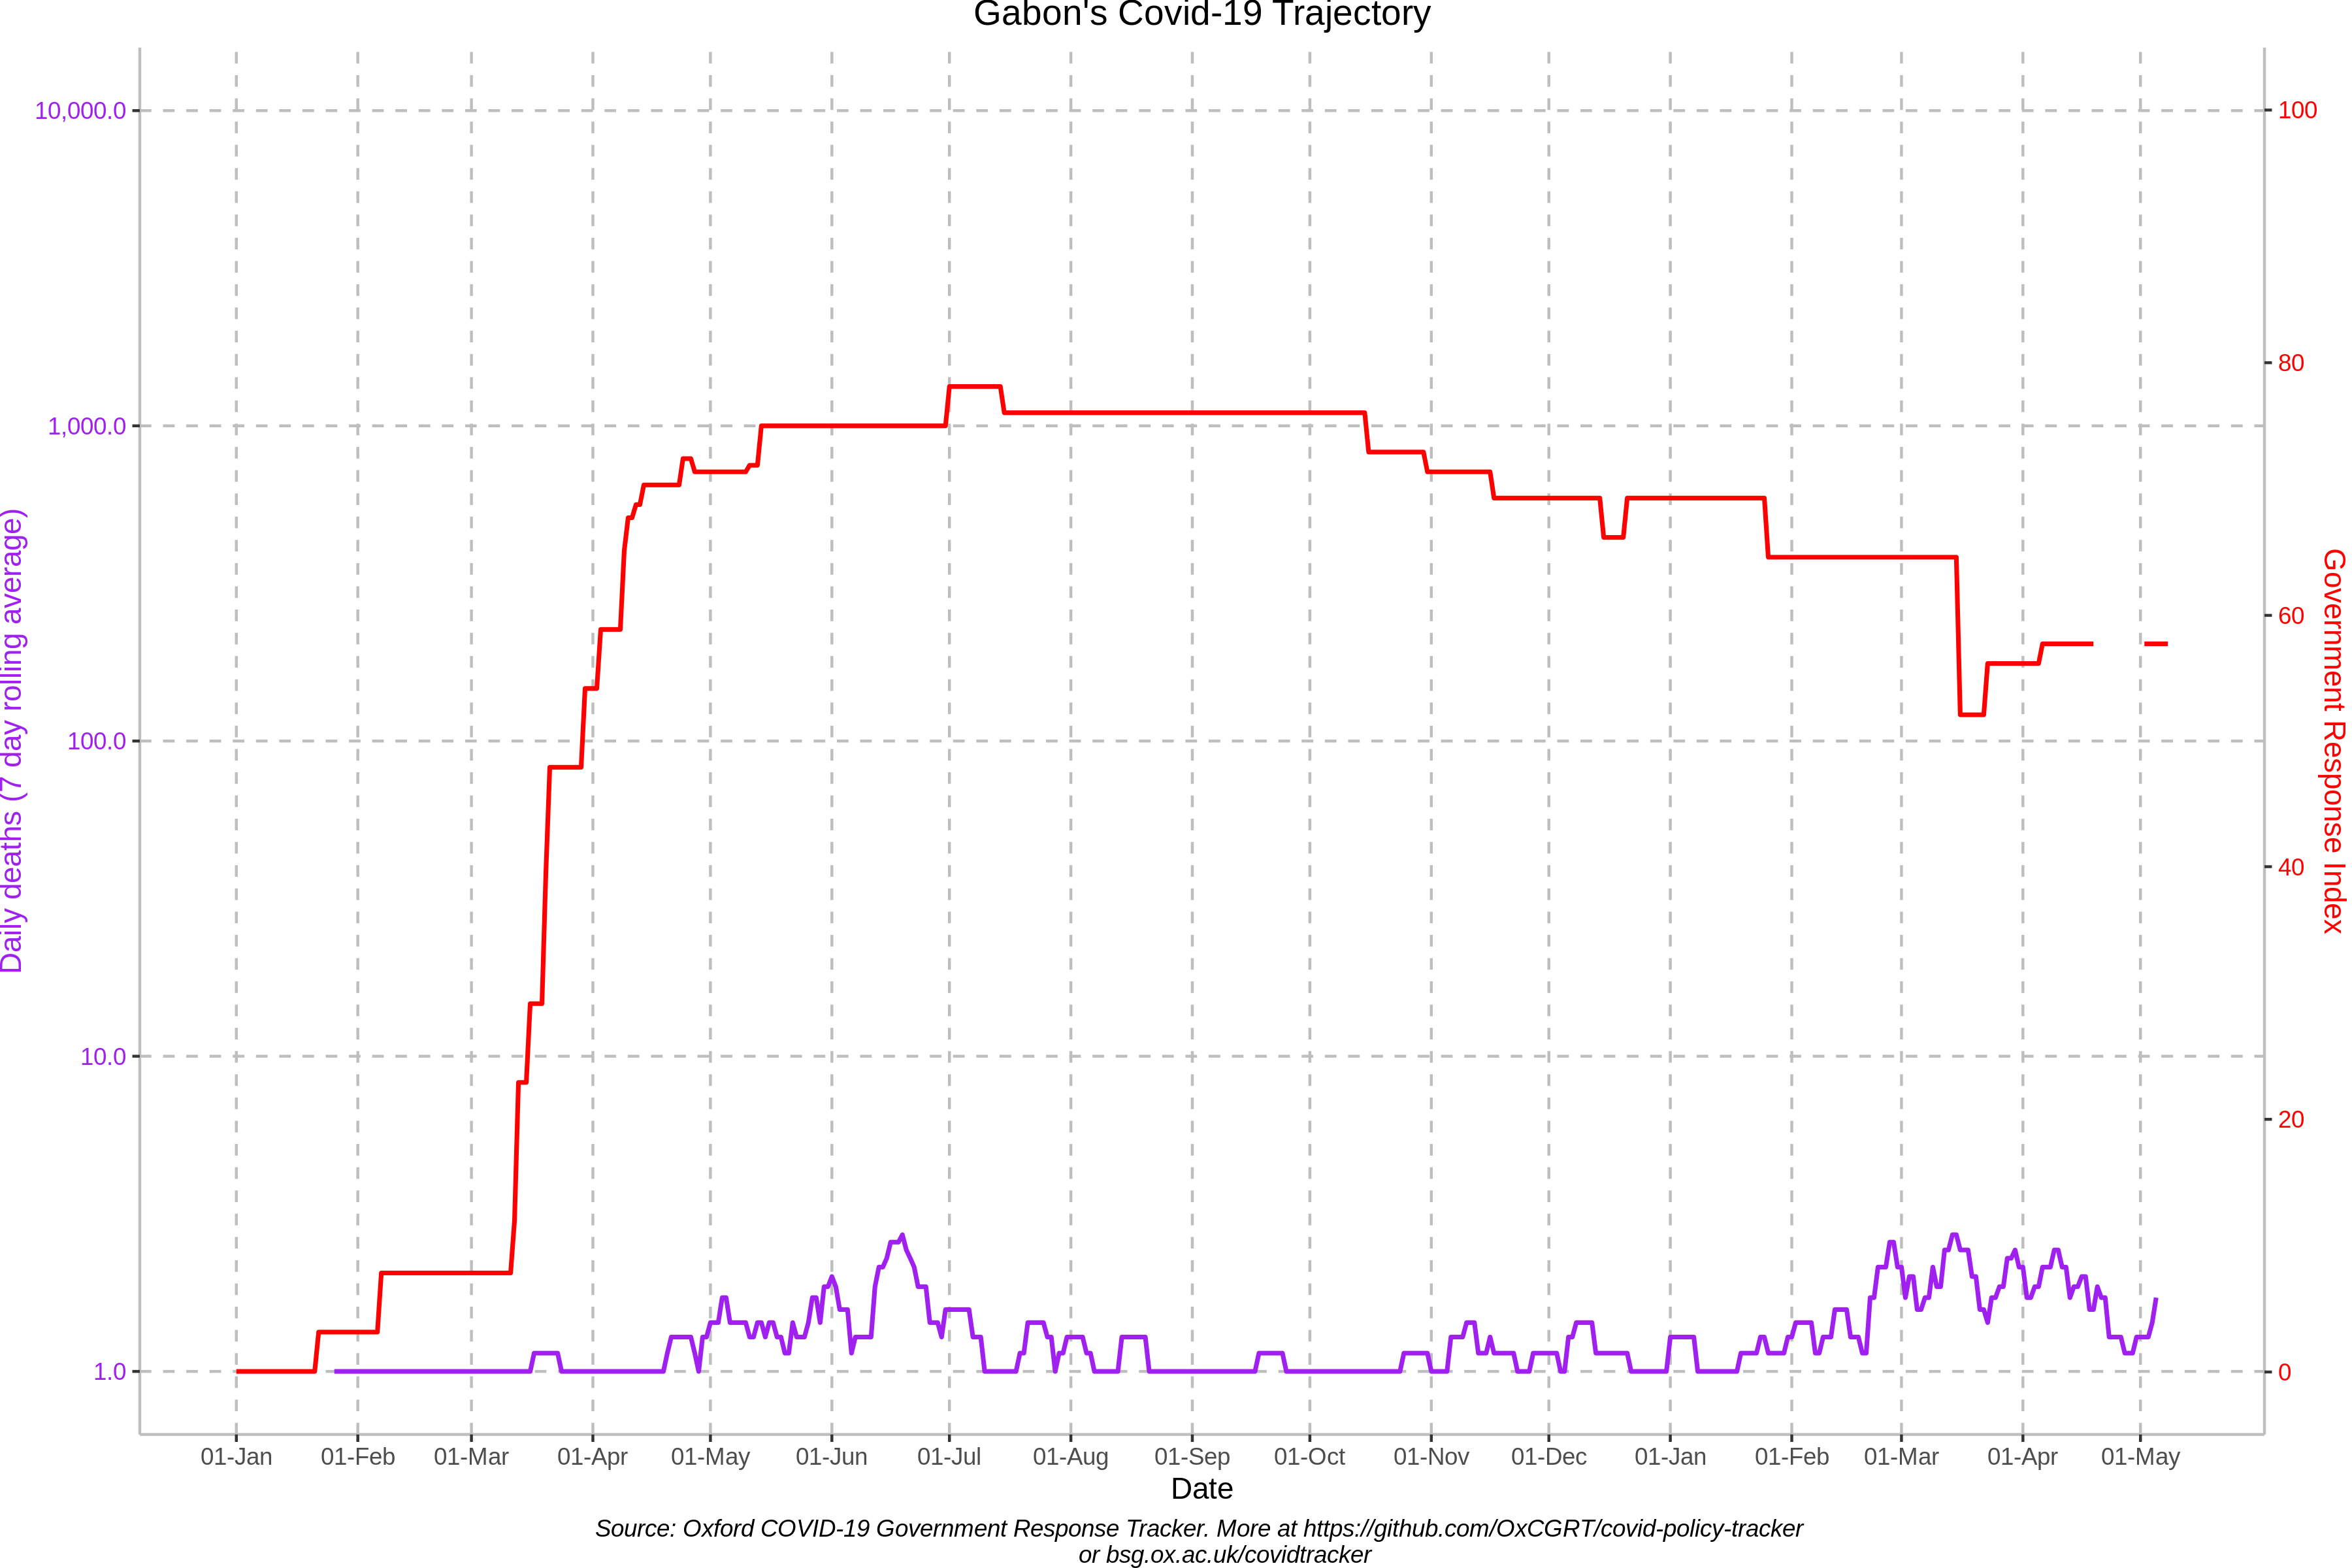 Gabon's Covid-19 Trajectory
10,000.0
1,000.0
100.0
10.0
1.0
Daily deaths (7 day rolling average)
100
80
60
40
20
0
Government Response Index
01-Jan 01-Feb 01-Mar 01-Apr 01-May 01-Jun 01-Jul 01-Aug 01-Sep 01-Oct 01-Nov 01-Dec 01-Jan 01-Feb 01-Mar 01-Apr 01-May
Date
Source: Oxford COVID-19 Government Response Tracker. More at https://github.com/OxCGRT/covid-policy-tracker
or bsg.ox.ac.uk/covidtracker